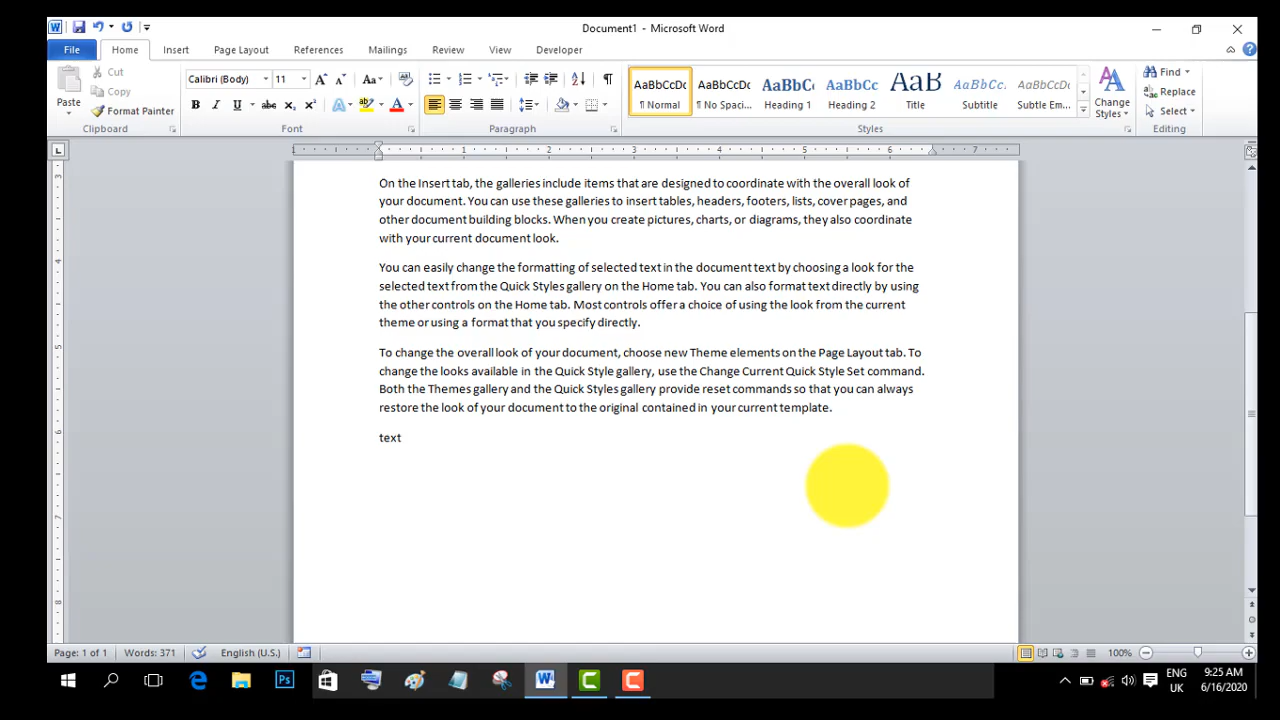 Document1 - Microsoft Word
File Home Insert Page Layout References Mailings Review View Developer
Paste
Cut
Copy
Format Painter
Clipboard
Calibri (Body) 11
Font
Paragraph
AaBbCcDc AaBbCcDc AaBbC AaBbCc AaB AaBbCc. AaBbCcDc
¶ Normal ¶ No Spaci... Heading 1 Heading 2 Title Subtitle Subtle Em...
Change Styles
Styles
Find
Replace
Select
Editing
1 1 2 3 4 5 6 7
On the Insert tab, the galleries include items that are designed to coordinate with the overall look of
your document. You can use these galleries to insert tables, headers, footers, lists, cover pages, and
other document building blocks. When you create pictures, charts, or diagrams, they also coordinate
with your current document look.
You can easily change the formatting of selected text in the document text by choosing a look for the
selected text from the Quick Styles gallery on the Home tab. You can also format text directly by using
the other controls on the Home tab. Most controls offer a choice of using the look from the current
theme or using a format that you specify directly.
To change the overall look of your document, choose new Theme elements on the Page Layout tab. To
change the looks available in the Quick Style gallery, use the Change Current Quick Style Set command.
Both the Themes gallery and the Quick Styles gallery provide reset commands so that you can always
restore the look of your document to the original contained in your current template.
text
Page: 1 of 1 Words: 371 English (U.S.) 100%
ENG
UK
9:25 AM
6/16/2020